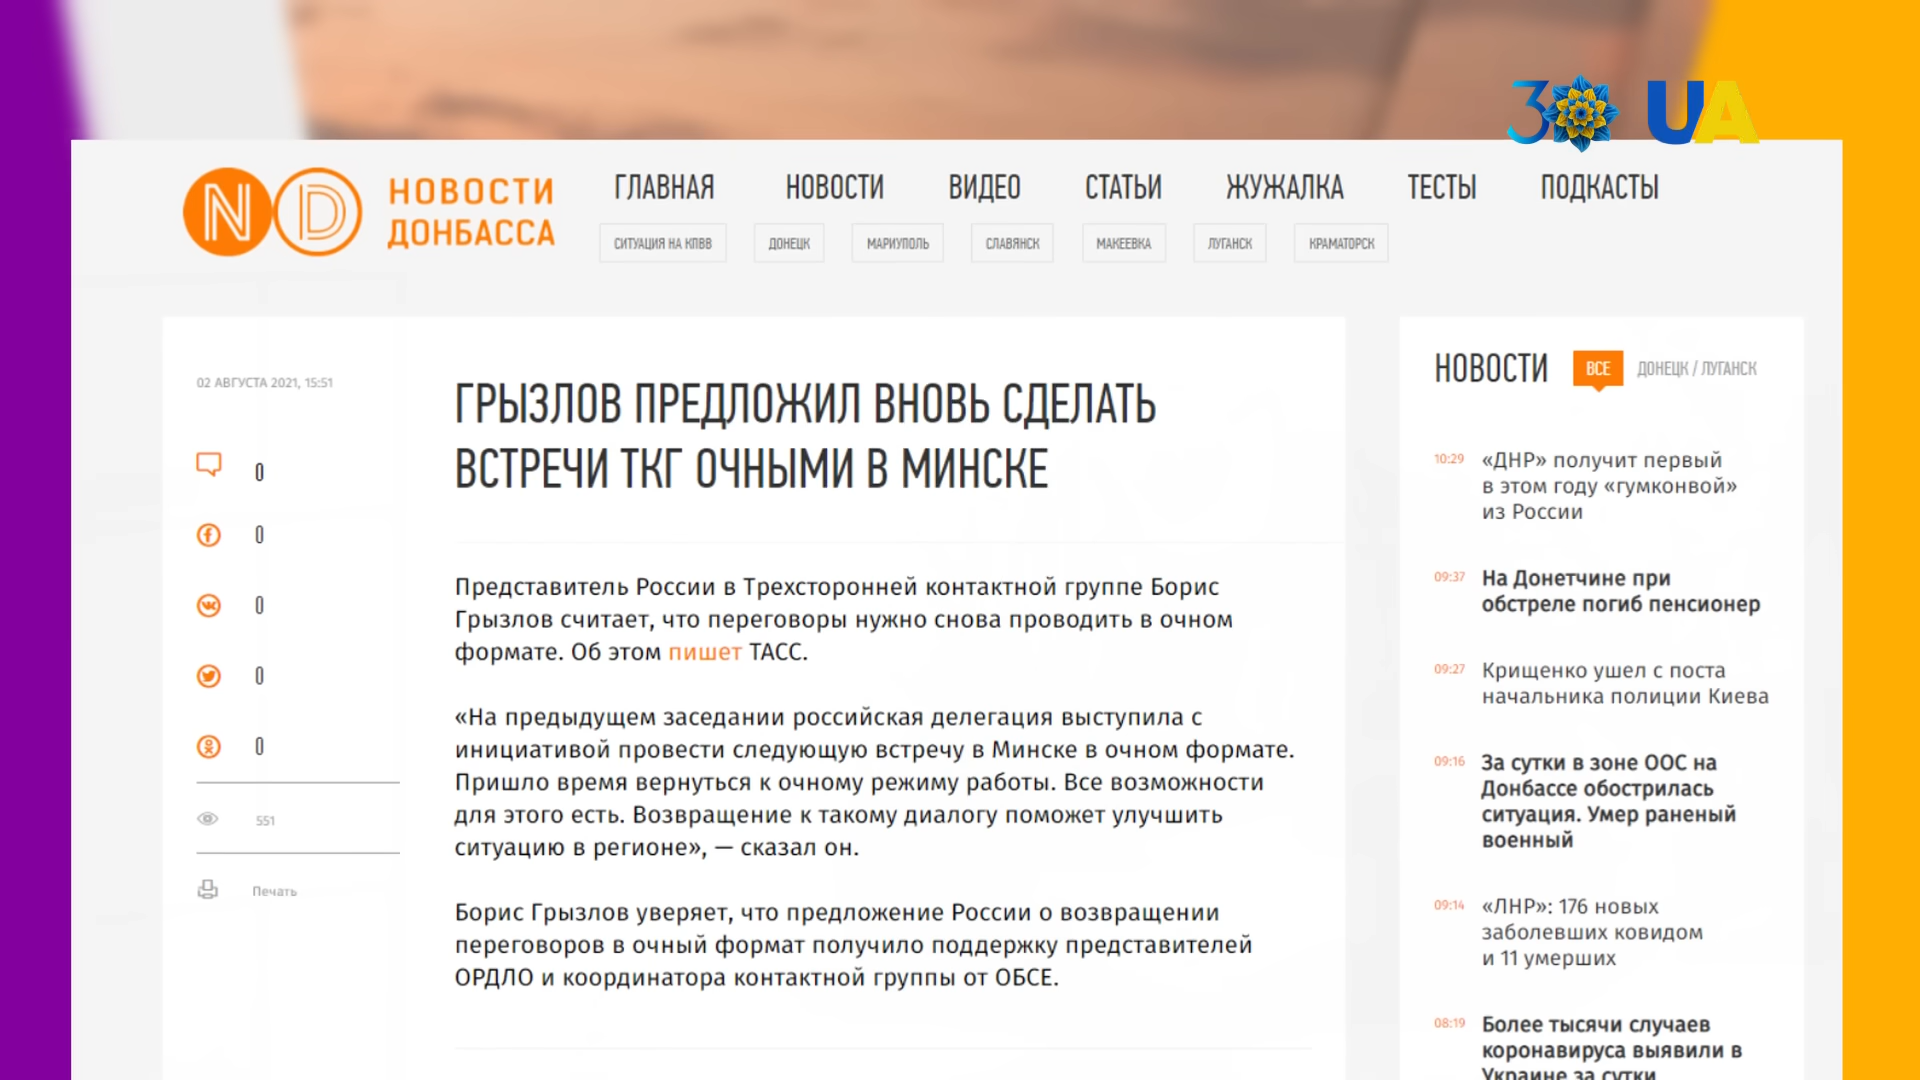 30 UA
ND НОВОСТИ
ДОНБАССА
ГЛАВНАЯ НОВОСТИ ВИДЕО СТАТЬИ ЖУЖАЛКА ТЕСТЫ ПОДКАСТЫ
СИТУАЦИЯ НА КПВВ ДОНЕЦК МАРИУПОЛЬ СЛАВЯНСК МАКЕЕВКА ЛУГАНСК КРАМАТОРСК
02 АВГУСТА 2021, 15:51
0
0
0
0
0
551
Печать
ГРЫЗЛОВ ПРЕДЛОЖИЛ ВНОВЬ СДЕЛАТЬ
ВСТРЕЧИ ТКГ ОЧНЫМИ В МИНСКЕ
Представитель России в Трехсторонней контактной группе Борис
Грызлов считает, что переговоры нужно снова проводить в очном
формате. Об этом пишет ТАСС.
«На предыдущем заседании российская делегация выступила с
инициативой провести следующую встречу в Минске в очном формате.
Пришло время вернуться к очному режиму работы. Все возможности
для этого есть. Возвращение к такому диалогу поможет улучшить
ситуацию в регионе», — сказал он.
Борис Грызлов уверяет, что предложение России о возвращении
переговоров в очный формат получило поддержку представителей
ОРДЛО и координатора контактной группы от ОБСЕ.
НОВОСТИ ВСЕ ДОНЕЦК / ЛУГАНСК
10:29 «ДНР» получит первый
в этом году «гумконвой»
из России
09:37 На Донетчине при
обстреле погиб пенсионер
09:27 Крищенко ушел с поста
начальника полиции Киева
09:16 За сутки в зоне ООС на
Донбассе обострилась
ситуация. Умер раненый
военный
09:14 «ЛНР»: 176 новых
заболевших ковидом
и 11 умерших
08:19 Более тысячи случаев
коронавируса выявили в
Украине за сутки